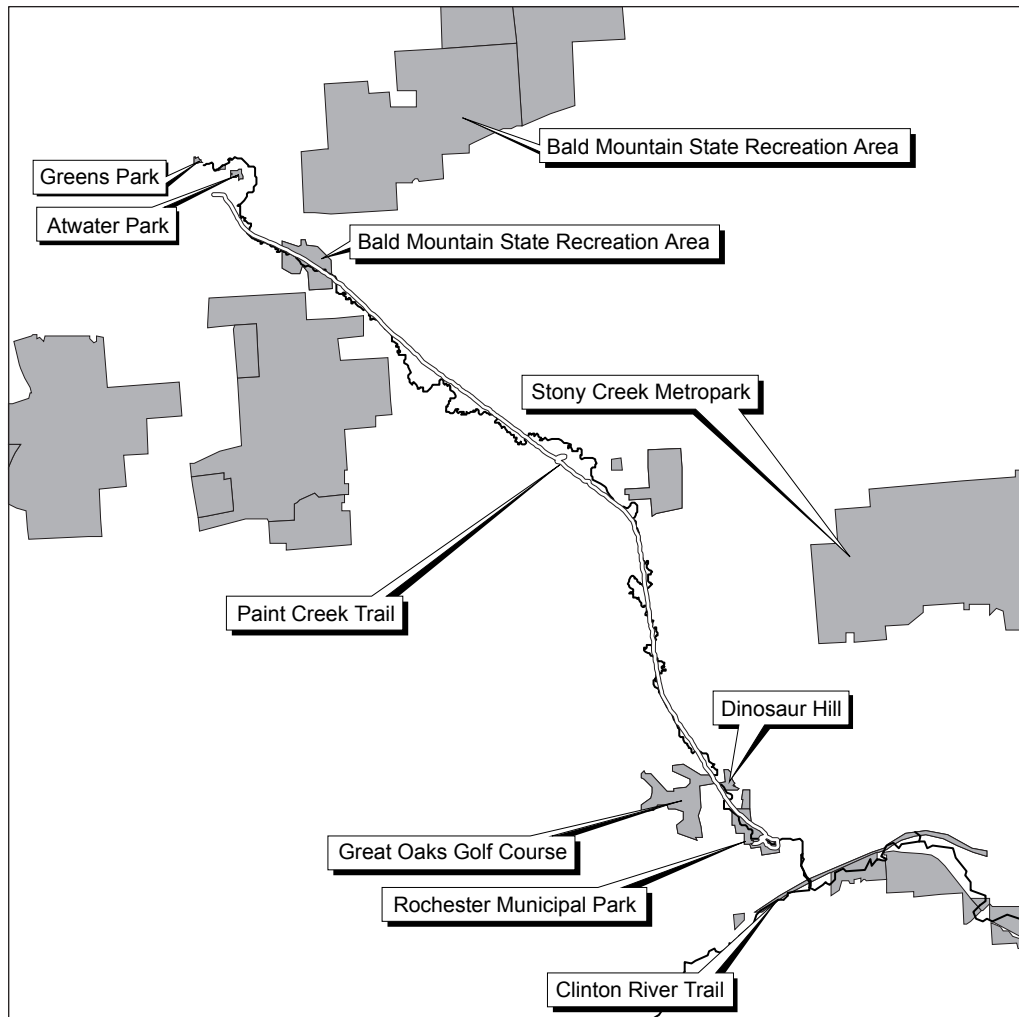 Bald Mountain State Recreation Area
Greens Park
Atwater Park
Bald Mountain State Recreation Area
Stony Creek Metropark
Paint Creek Trail
Dinosaur Hill
Great Oaks Golf Course
Rochester Municipal Park
Clinton River Trail